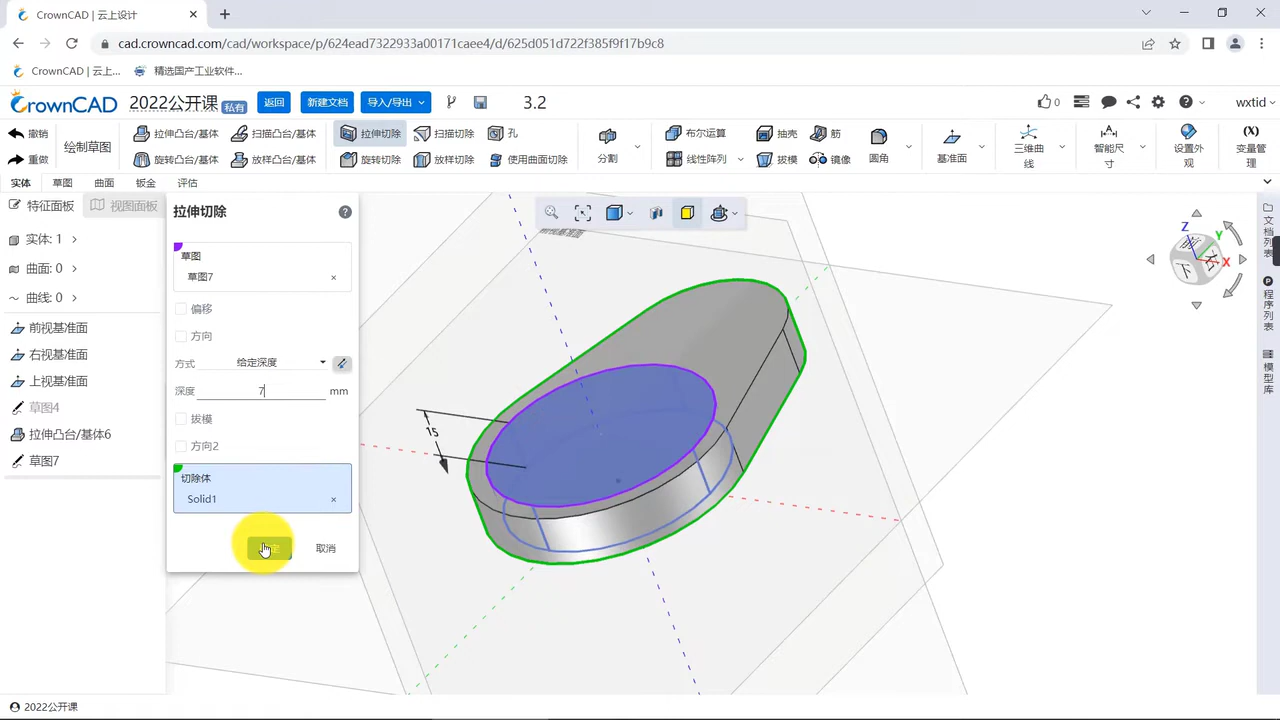 CrownCAD | 云上设计
cad.crowncad.com/cad/workspace/p/624ead7322933a00171caee4/d/625d051d722f385f9f17b9c8
CrownCAD | 云上...
精选国产工业软件...
CrownCAD
2022公开课
私有
返回
新建文档
导入/导出
3.2
0
wxtid
撤销
重做
绘制草图
拉伸凸台/基体
扫描凸台/基体
旋转凸台/基体
放样凸台/基体
拉伸切除
扫描切除
孔
旋转切除
放样切除
使用曲面切除
分割
布尔运算
抽壳
筋
线性阵列
拔模
镜像
圆角
基准面
三维曲线
智能尺寸
设置外观
变量管理
(X)
实体
草图
曲面
钣金
评估
特征面板
视图面板
实体: 1
曲面: 0
曲线: 0
前视基准面
右视基准面
上视基准面
草图4
拉伸凸台/基体6
草图7
拉伸切除
草图
草图7
偏移
方向
方式
给定深度
深度
7
mm
拔模
方向2
切除体
Solid1
取消
15
Z
Y
X
下
右
文档列表
程序列表
模型库
2022公开课